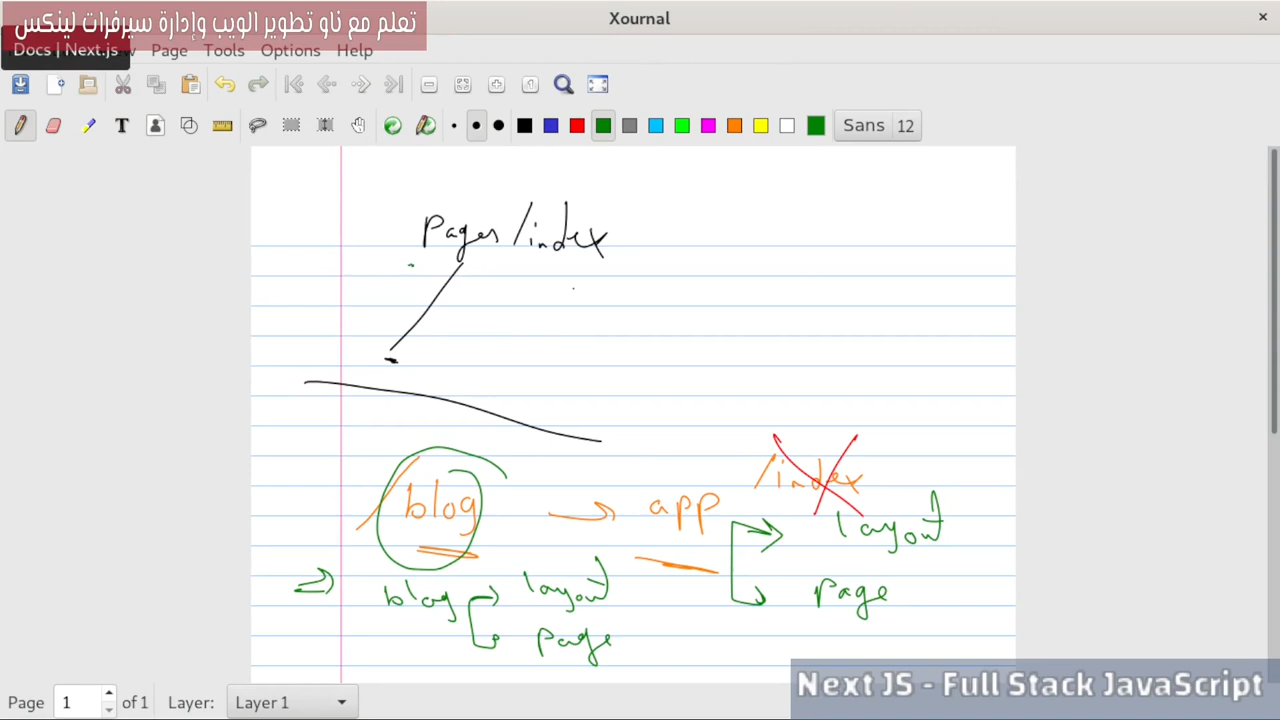 تعلم مع ناو تطوير الويب وإدارة سيرفرات لينكس
Xournal
Docs | Next.js
Page Tools Options Help
Sans 12
Pages /index
/index
/blog → app
layout
⇒ blog layout
page
page
Page 1 of 1 Layer: Layer 1
Next JS - Full Stack JavaScript